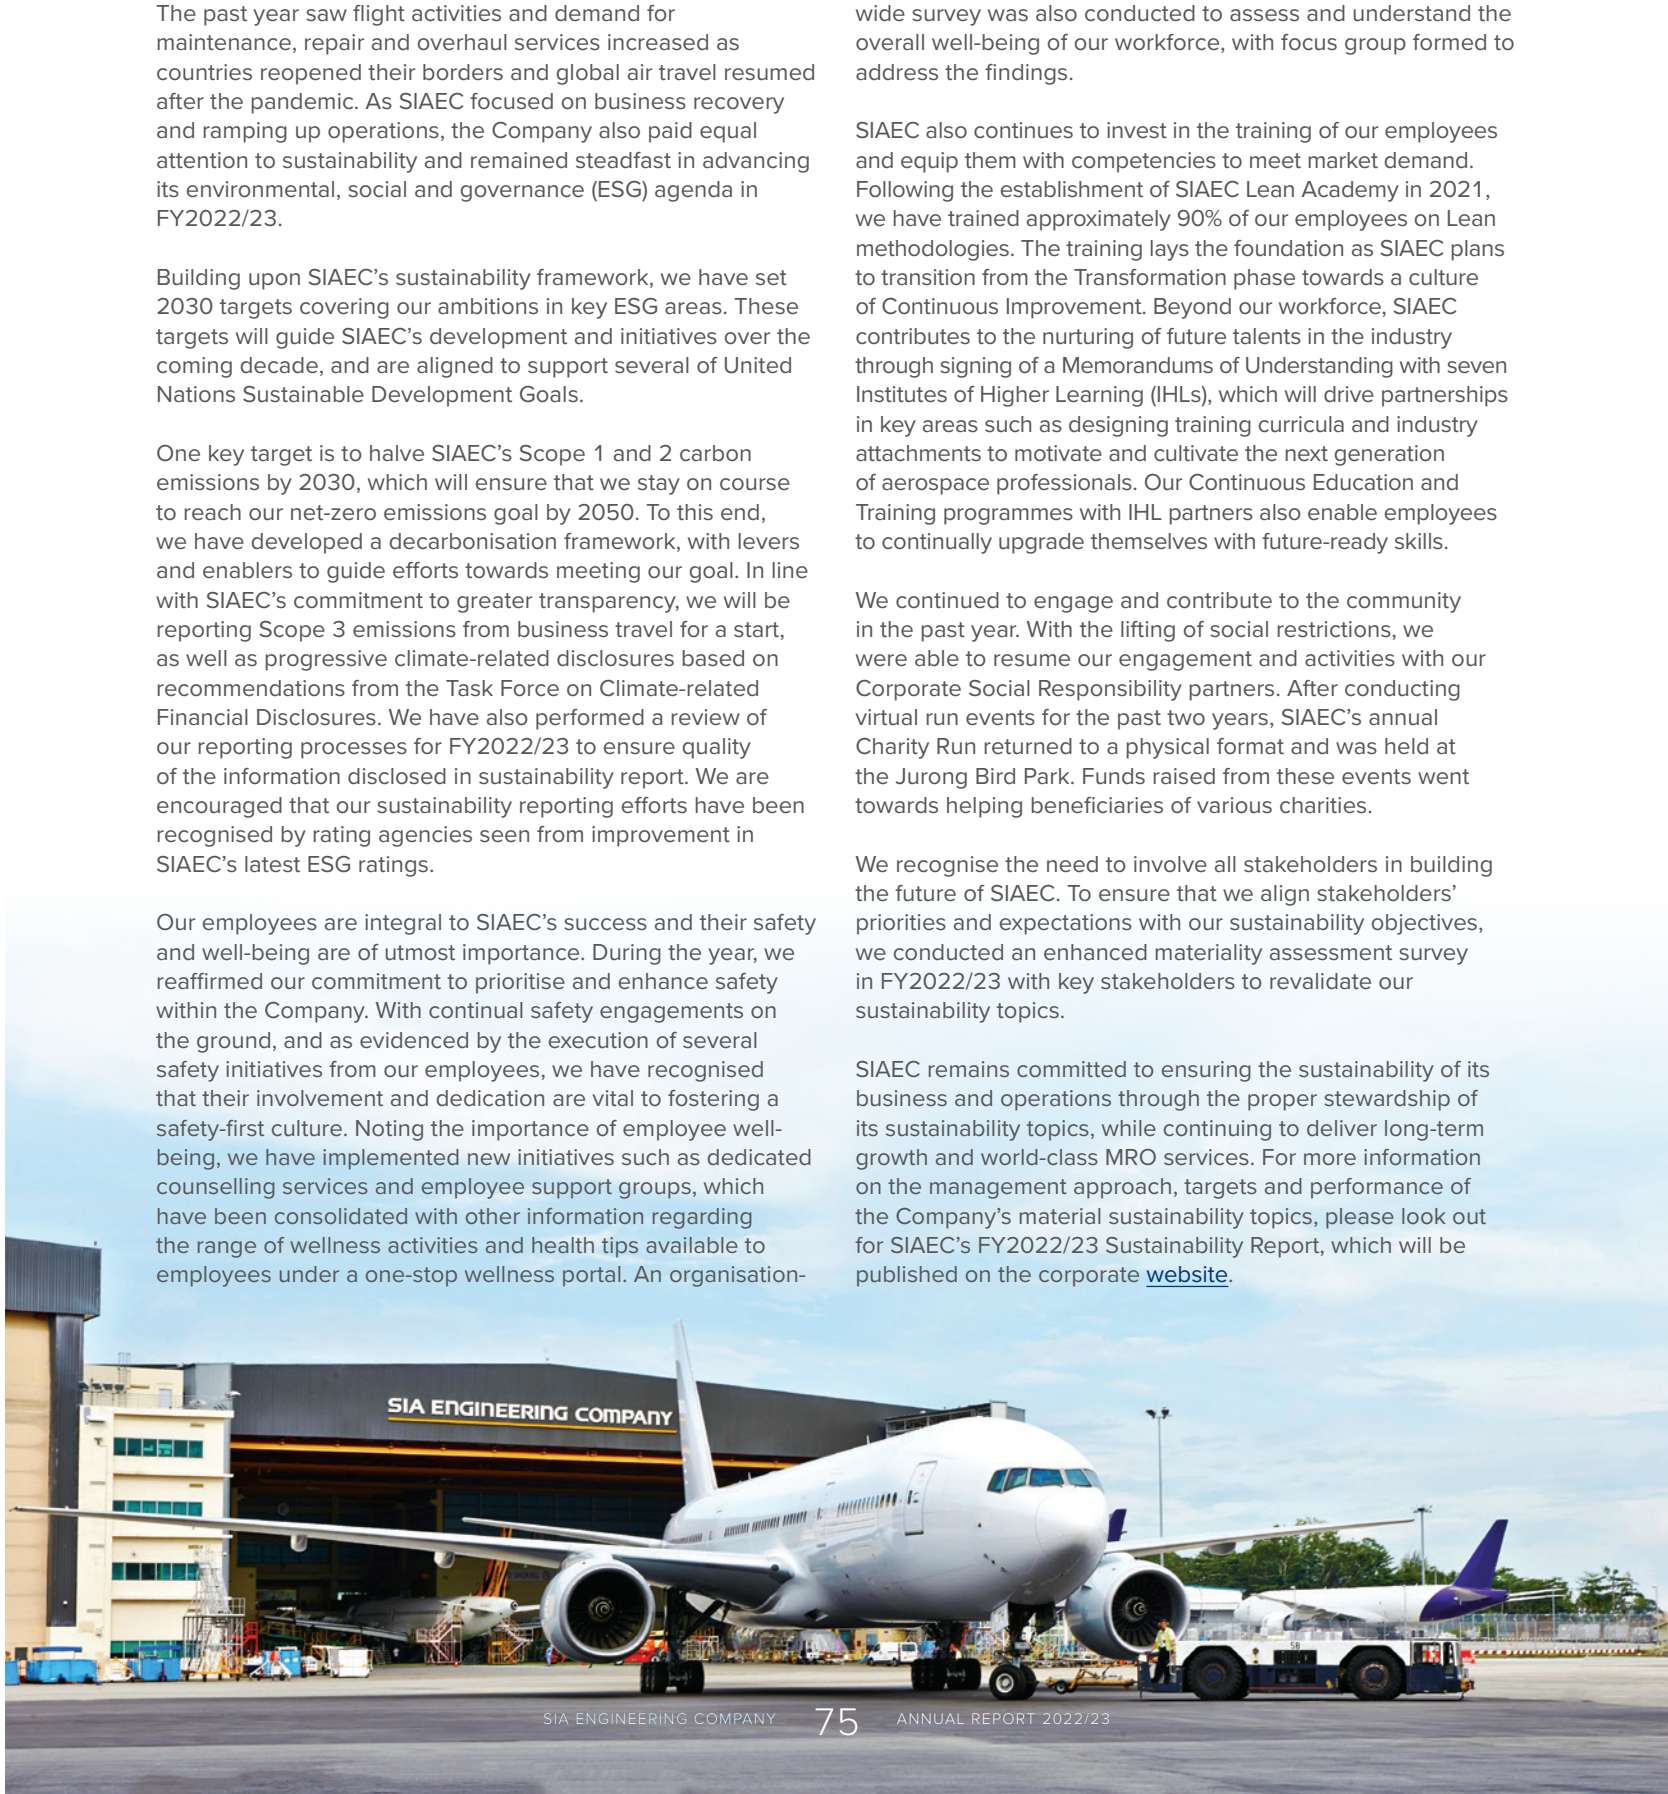 The past year saw flight activities and demand for
maintenance, repair and overhaul services increased as
countries reopened their borders and global air travel resumed
after the pandemic. As SIAEC focused on business recovery
and ramping up operations, the Company also paid equal
attention to sustainability and remained steadfast in advancing
its environmental, social and governance (ESG) agenda in
FY2022/23.
Building upon SIAEC’s sustainability framework, we have set
2030 targets covering our ambitions in key ESG areas. These
targets will guide SIAEC’s development and initiatives over the
coming decade, and are aligned to support several of United
Nations Sustainable Development Goals.
One key target is to halve SIAEC’s Scope 1 and 2 carbon
emissions by 2030, which will ensure that we stay on course
to reach our net-zero emissions goal by 2050. To this end,
we have developed a decarbonisation framework, with levers
and enablers to guide efforts towards meeting our goal. In line
with SIAEC’s commitment to greater transparency, we will be
reporting Scope 3 emissions from business travel for a start,
as well as progressive climate-related disclosures based on
recommendations from the Task Force on Climate-related
Financial Disclosures. We have also performed a review of
our reporting processes for FY2022/23 to ensure quality
of the information disclosed in sustainability report. We are
encouraged that our sustainability reporting efforts have been
recognised by rating agencies seen from improvement in
SIAEC’s latest ESG ratings.
Our employees are integral to SIAEC’s success and their safety
and well-being are of utmost importance. During the year, we
reaffirmed our commitment to prioritise and enhance safety
within the Company. With continual safety engagements on
the ground, and as evidenced by the execution of several
safety initiatives from our employees, we have recognised
that their involvement and dedication are vital to fostering a
safety-first culture. Noting the importance of employee well-
being, we have implemented new initiatives such as dedicated
counselling services and employee support groups, which
have been consolidated with other information regarding
the range of wellness activities and health tips available to
employees under a one-stop wellness portal. An organisation-
wide survey was also conducted to assess and understand the
overall well-being of our workforce, with focus group formed to
address the findings.
SIAEC also continues to invest in the training of our employees
and equip them with competencies to meet market demand.
Following the establishment of SIAEC Lean Academy in 2021,
we have trained approximately 90% of our employees on Lean
methodologies. The training lays the foundation as SIAEC plans
to transition from the Transformation phase towards a culture
of Continuous Improvement. Beyond our workforce, SIAEC
contributes to the nurturing of future talents in the industry
through signing of a Memorandums of Understanding with seven
Institutes of Higher Learning (IHLs), which will drive partnerships
in key areas such as designing training curricula and industry
attachments to motivate and cultivate the next generation
of aerospace professionals. Our Continuous Education and
Training programmes with IHL partners also enable employees
to continually upgrade themselves with future-ready skills.
We continued to engage and contribute to the community
in the past year. With the lifting of social restrictions, we
were able to resume our engagement and activities with our
Corporate Social Responsibility partners. After conducting
virtual run events for the past two years, SIAEC’s annual
Charity Run returned to a physical format and was held at
the Jurong Bird Park. Funds raised from these events went
towards helping beneficiaries of various charities.
We recognise the need to involve all stakeholders in building
the future of SIAEC. To ensure that we align stakeholders’
priorities and expectations with our sustainability objectives,
we conducted an enhanced materiality assessment survey
in FY2022/23 with key stakeholders to revalidate our
sustainability topics.
SIAEC remains committed to ensuring the sustainability of its
business and operations through the proper stewardship of
its sustainability topics, while continuing to deliver long-term
growth and world-class MRO services. For more information
on the management approach, targets and performance of
the Company’s material sustainability topics, please look out
for SIAEC’s FY2022/23 Sustainability Report, which will be
published on the corporate website.
SIA ENGINEERING COMPANY
58
SIA ENGINEERING COMPANY 75 ANNUAL REPORT 2022/23